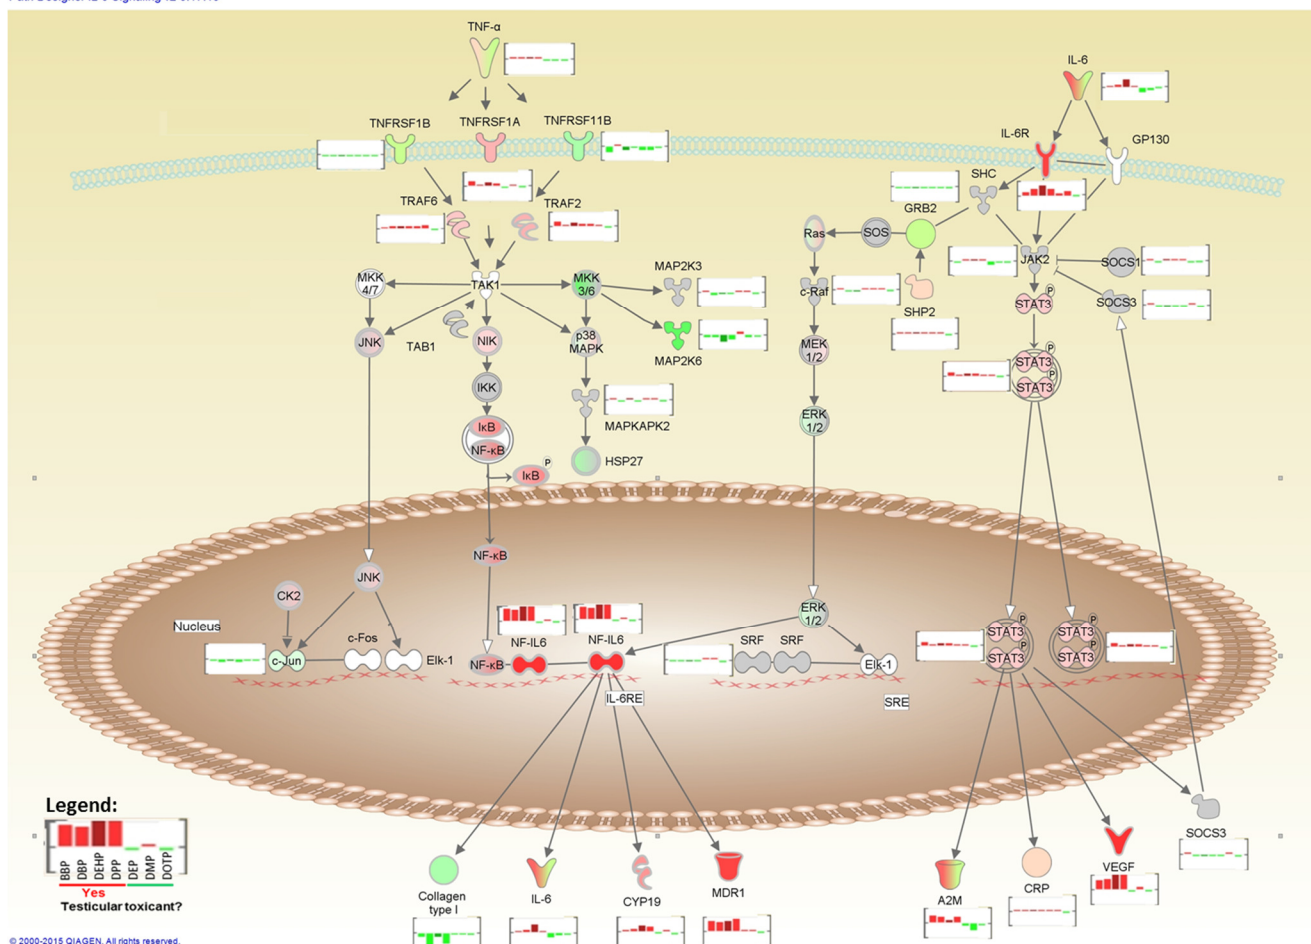 TNF-α
IL-6
TNFRSF1B
TNFRSF1A
TNFRSF11B
IL-6R
GP130
SHC
TRAF6
TRAF2
GRB2
Ras
SOS
JAK2
SOCS1
MKK
4/7
TAK1
MKK
3/6
MAP2K3
c-Raf
SHP2
STAT3
P
SOCS3
JNK
TAB1
NIK
p38
MAPK
MAP2K6
MEK
1/2
STAT3
P
STAT3
P
IKK
MAPKAPK2
ERK
1/2
IκB
NF-κB
HSP27
IκB
P
NF-κB
JNK
CK2
Nucleus
c-Fos
c-Jun
Elk-1
NF-κB
NF-IL6
NF-IL6
IL-6RE
ERK
1/2
SRF
SRF
Elk-1
SRE
STAT3
P
STAT3
P
STAT3
P
STAT3
P
Legend:
BBP
DBP
DEHP
DPP
DEP
DMP
DOTP
Yes
Testicular toxicant?
Collagen
type I
IL-6
CYP19
MDR1
A2M
CRP
VEGF
SOCS3
© 2000-2015 QIAGEN. All rights reserved.